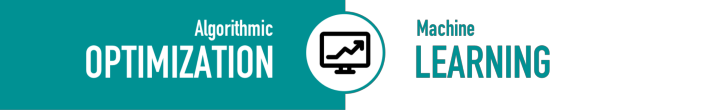 Algorithmic
OPTIMIZATION
Machine
LEARNING